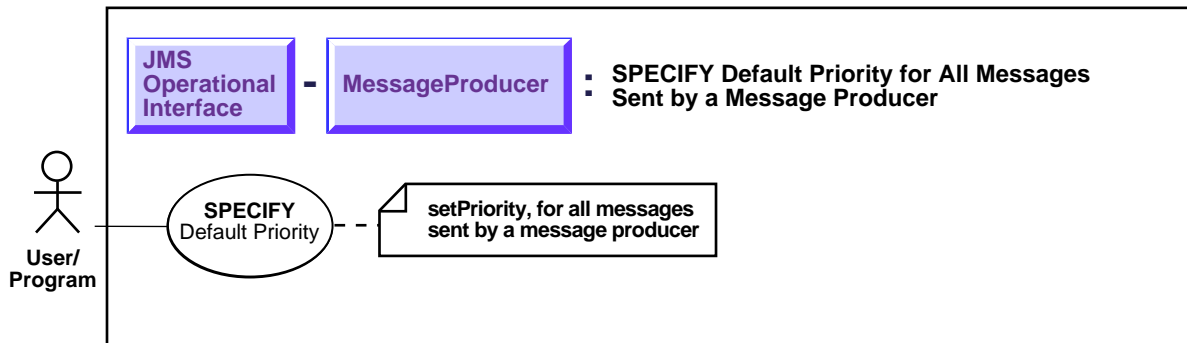 JMS
Operational
Interface
-
MessageProducer
:
SPECIFY Default Priority for All Messages
Sent by a Message Producer
User/
Program
SPECIFY
Default Priority
setPriority, for all messages
sent by a message producer